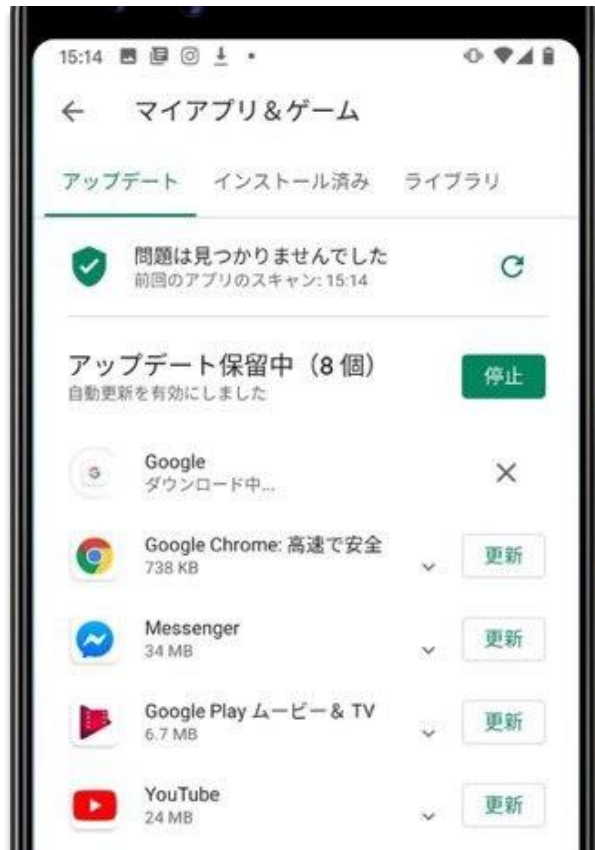 15:14
マイアプリ＆ゲーム
アップデート インストール済み ライブラリ
問題は見つかりませんでした
前回のアプリのスキャン: 15:14
アップデート保留中（8 個）
自動更新を有効にしました
停止
Google
ダウンロード中...
Google Chrome: 高速で安全
738 KB
更新
Messenger
34 MB
更新
Google Play ムービー＆ TV
6.7 MB
更新
YouTube
24 MB
更新